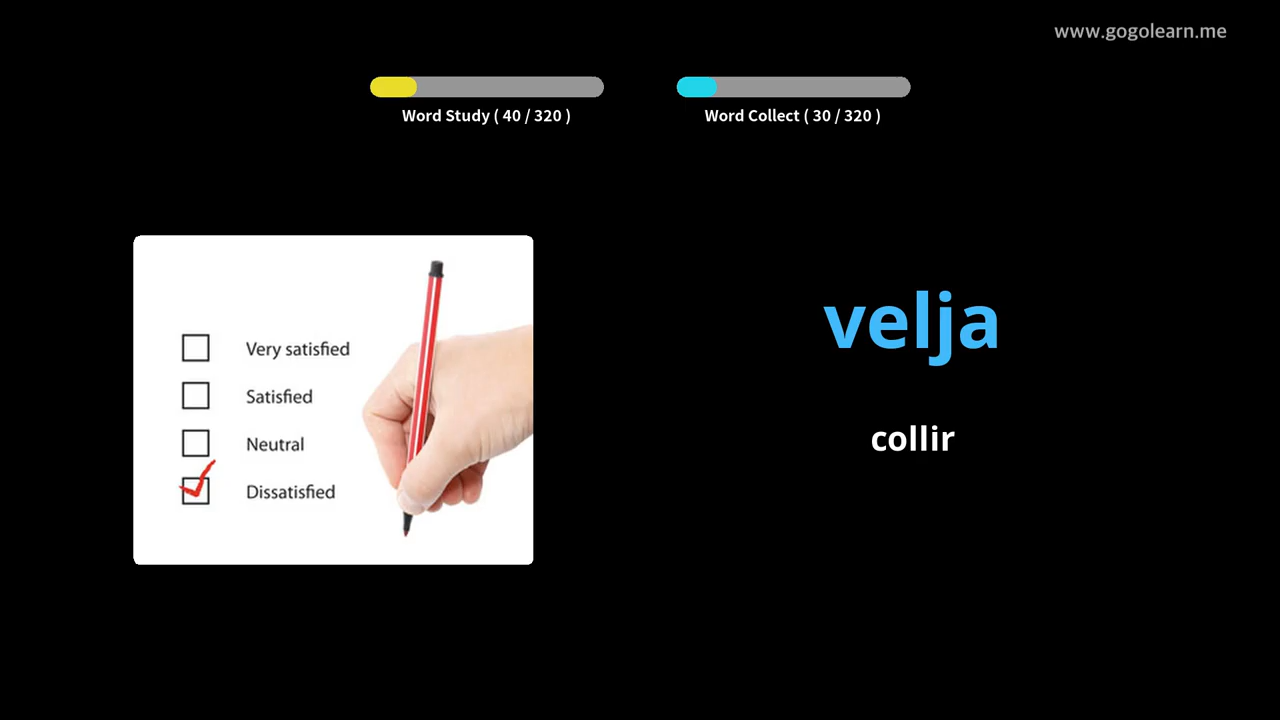 www.gogolearn.me
Word Study ( 40 / 320 )
Word Collect ( 30 / 320 )
Very satisfied
Satisfied
Neutral
Dissatisfied
velja
collir